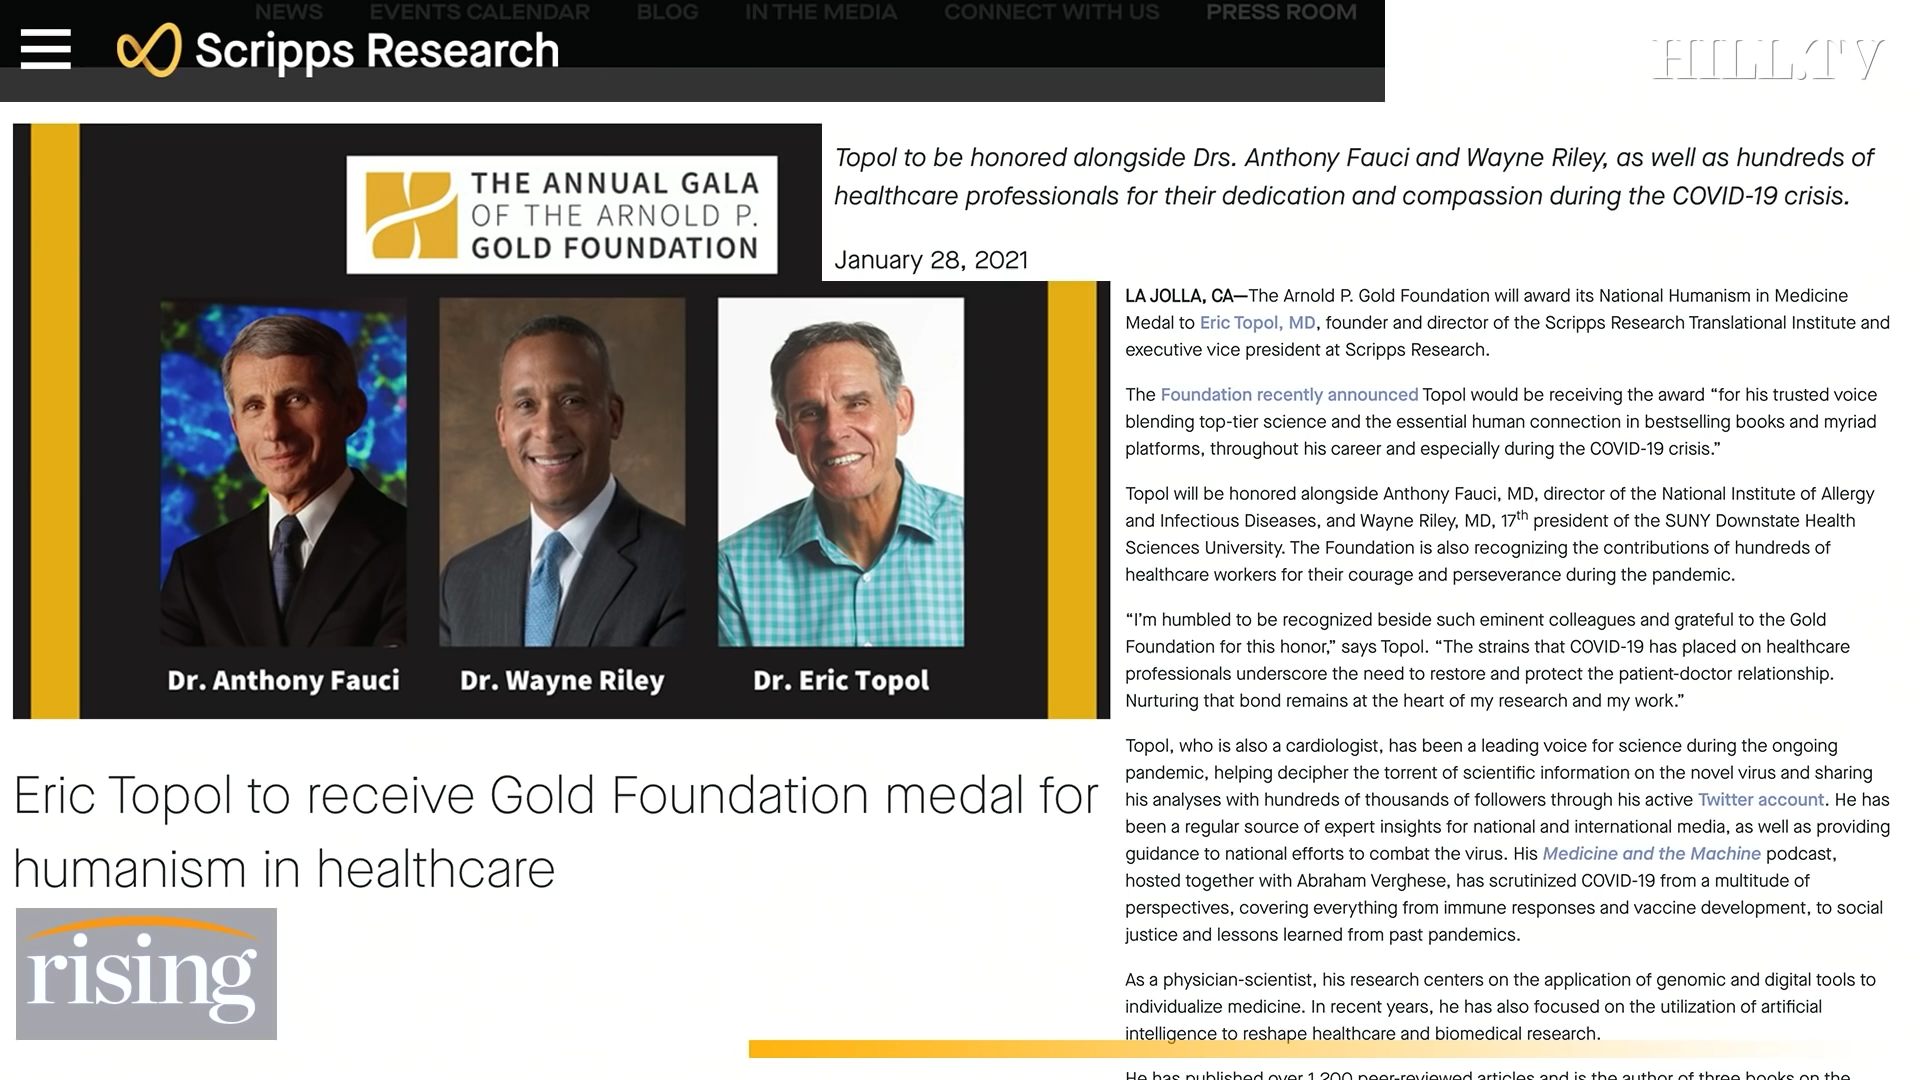 NEWS EVENTS CALENDAR BLOG IN THE MEDIA CONNECT WITH US PRESS ROOM
Scripps Research
HILL.TV
THE ANNUAL GALA
OF THE ARNOLD P.
GOLD FOUNDATION
Dr. Anthony Fauci
Dr. Wayne Riley
Dr. Eric Topol
Eric Topol to receive Gold Foundation medal for
humanism in healthcare
rising
Topol to be honored alongside Drs. Anthony Fauci and Wayne Riley, as well as hundreds of
healthcare professionals for their dedication and compassion during the COVID-19 crisis.
January 28, 2021
LA JOLLA, CA—The Arnold P. Gold Foundation will award its National Humanism in Medicine
Medal to Eric Topol, MD, founder and director of the Scripps Research Translational Institute and
executive vice president at Scripps Research.
The Foundation recently announced Topol would be receiving the award “for his trusted voice
blending top-tier science and the essential human connection in bestselling books and myriad
platforms, throughout his career and especially during the COVID-19 crisis.”
Topol will be honored alongside Anthony Fauci, MD, director of the National Institute of Allergy
and Infectious Diseases, and Wayne Riley, MD, 17th president of the SUNY Downstate Health
Sciences University. The Foundation is also recognizing the contributions of hundreds of
healthcare workers for their courage and perseverance during the pandemic.
“I’m humbled to be recognized beside such eminent colleagues and grateful to the Gold
Foundation for this honor,” says Topol. “The strains that COVID-19 has placed on healthcare
professionals underscore the need to restore and protect the patient-doctor relationship.
Nurturing that bond remains at the heart of my research and my work.”
Topol, who is also a cardiologist, has been a leading voice for science during the ongoing
pandemic, helping decipher the torrent of scientific information on the novel virus and sharing
his analyses with hundreds of thousands of followers through his active Twitter account. He has
been a regular source of expert insights for national and international media, as well as providing
guidance to national efforts to combat the virus. His Medicine and the Machine podcast,
hosted together with Abraham Verghese, has scrutinized COVID-19 from a multitude of
perspectives, covering everything from immune responses and vaccine development, to social
justice and lessons learned from past pandemics.
As a physician-scientist, his research centers on the application of genomic and digital tools to
individualize medicine. In recent years, he has also focused on the utilization of artificial
intelligence to reshape healthcare and biomedical research.
He has published over 1,200 peer-reviewed articles and is the author of three books on the